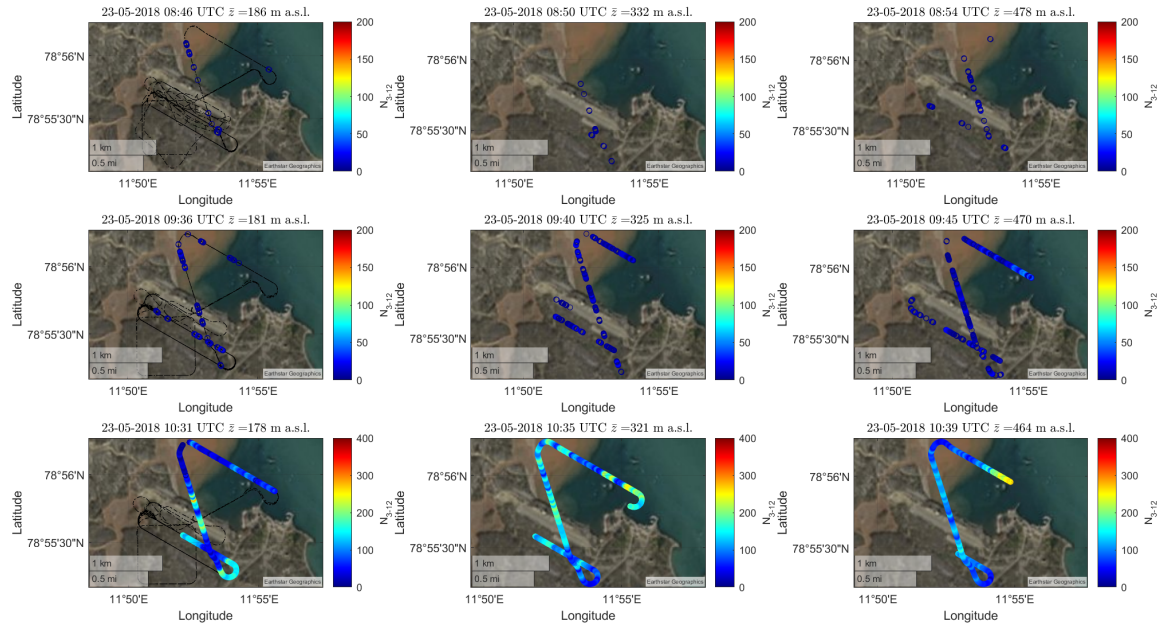 23-05-2018 08:46 UTC z̄ =186 m a.s.l.
78°56'N
78°55'30"N
Latitude
1 km
0.5 mi
Earthstar Geographics
11°50'E 11°55'E
Longitude
200
150
100
50
0
N3-12
23-05-2018 08:50 UTC z̄ =332 m a.s.l.
78°56'N
78°55'30"N
Latitude
1 km
0.5 mi
Earthstar Geographics
11°50'E 11°55'E
Longitude
200
150
100
50
0
N3-12
23-05-2018 08:54 UTC z̄ =478 m a.s.l.
78°56'N
78°55'30"N
Latitude
1 km
0.5 mi
Earthstar Geographics
11°50'E 11°55'E
Longitude
200
150
100
50
0
N3-12
23-05-2018 09:36 UTC z̄ =181 m a.s.l.
78°56'N
78°55'30"N
Latitude
1 km
0.5 mi
Earthstar Geographics
11°50'E 11°55'E
Longitude
200
150
100
50
0
N3-12
23-05-2018 09:40 UTC z̄ =325 m a.s.l.
78°56'N
78°55'30"N
Latitude
1 km
0.5 mi
Earthstar Geographics
11°50'E 11°55'E
Longitude
200
150
100
50
0
N3-12
23-05-2018 09:45 UTC z̄ =470 m a.s.l.
78°56'N
78°55'30"N
Latitude
1 km
0.5 mi
Earthstar Geographics
11°50'E 11°55'E
Longitude
200
150
100
50
0
N3-12
23-05-2018 10:31 UTC z̄ =178 m a.s.l.
78°56'N
78°55'30"N
Latitude
1 km
0.5 mi
Earthstar Geographics
11°50'E 11°55'E
Longitude
400
300
200
100
0
N3-12
23-05-2018 10:35 UTC z̄ =321 m a.s.l.
78°56'N
78°55'30"N
Latitude
1 km
0.5 mi
Earthstar Geographics
11°50'E 11°55'E
Longitude
400
300
200
100
0
N3-12
23-05-2018 10:39 UTC z̄ =464 m a.s.l.
78°56'N
78°55'30"N
Latitude
1 km
0.5 mi
Earthstar Geographics
11°50'E 11°55'E
Longitude
400
300
200
100
0
N3-12